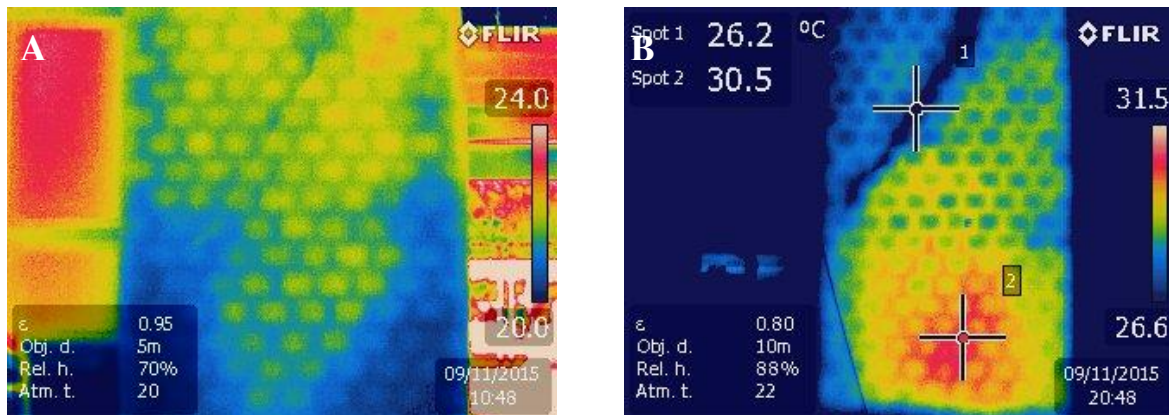 A
FLIR
24.0
20.0
ε 0.95
Obj. d. 5m
Rel. h. 70%
Atm. t. 20
09/11/2015
10:48
B
Spot 1 26.2 ºC
Spot 2 30.5
FLIR
1
31.5
2
26.6
ε 0.80
Obj. d. 10m
Rel. h. 88%
Atm. t. 22
09/11/2015
20:48